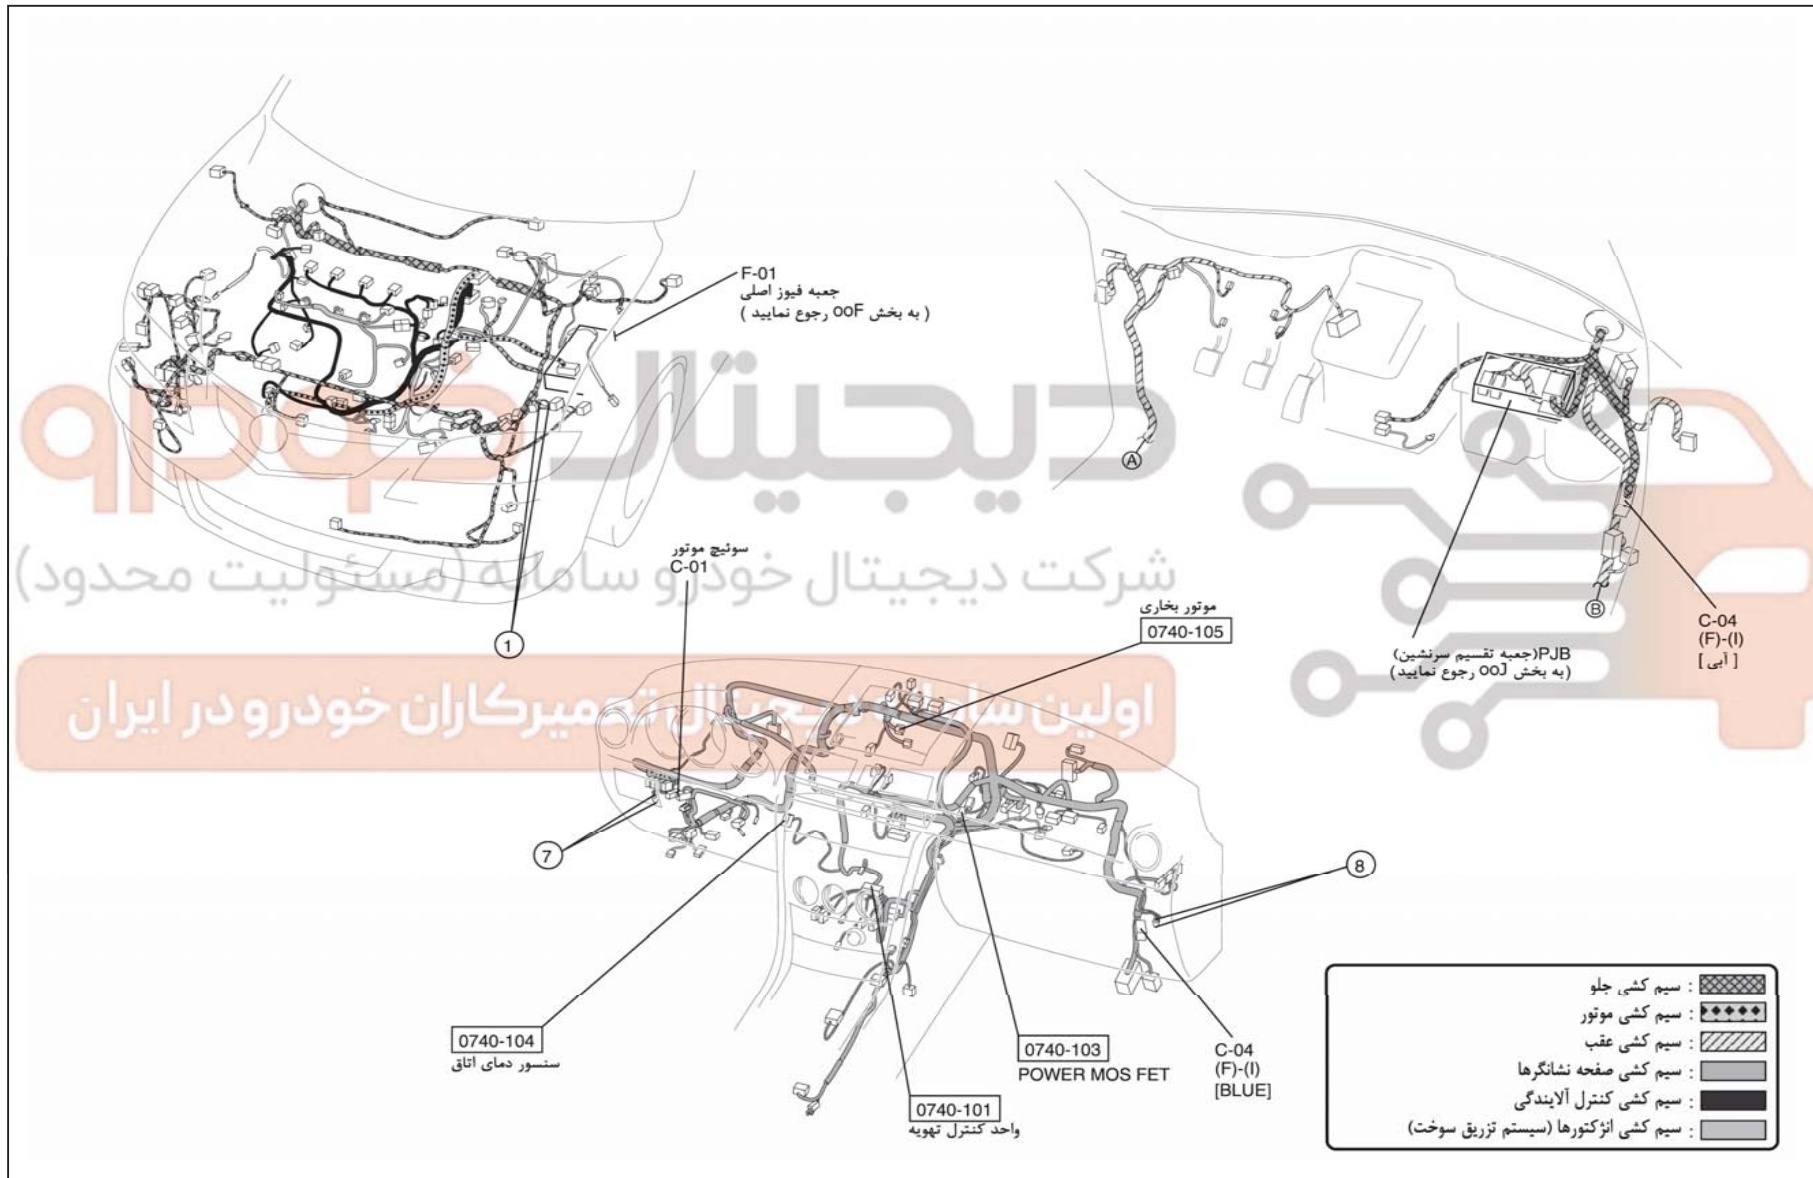 F-01
جعبه فیوز اصلی
( به بخش ooF رجوع نمایید )
A
B
1
سوئیچ موتور
C-01
موتور بخاری
0740-105
C-04
(F)-(I)
[ آبی ]
PJB(جعبه تقسیم سرنشین)
(به بخش ooJ رجوع نمایید)
دیجیتال خودرو
شرکت دیجیتال خودرو سامانه (مسئولیت محدود)
اولین سامانه دیجیتال تعمیرکاران خودرو در ایران
7
8
0740-104
سنسور دمای اتاق
0740-103
POWER MOS FET
C-04
(F)-(I)
[BLUE]
0740-101
واحد کنترل تهویه
: سیم کشی جلو
: سیم کشی موتور
: سیم کشی عقب
: سیم کشی صفحه نشانگرها
: سیم کشی کنترل آلایندگی
: سیم کشی انژکتورها (سیستم تزریق سوخت)